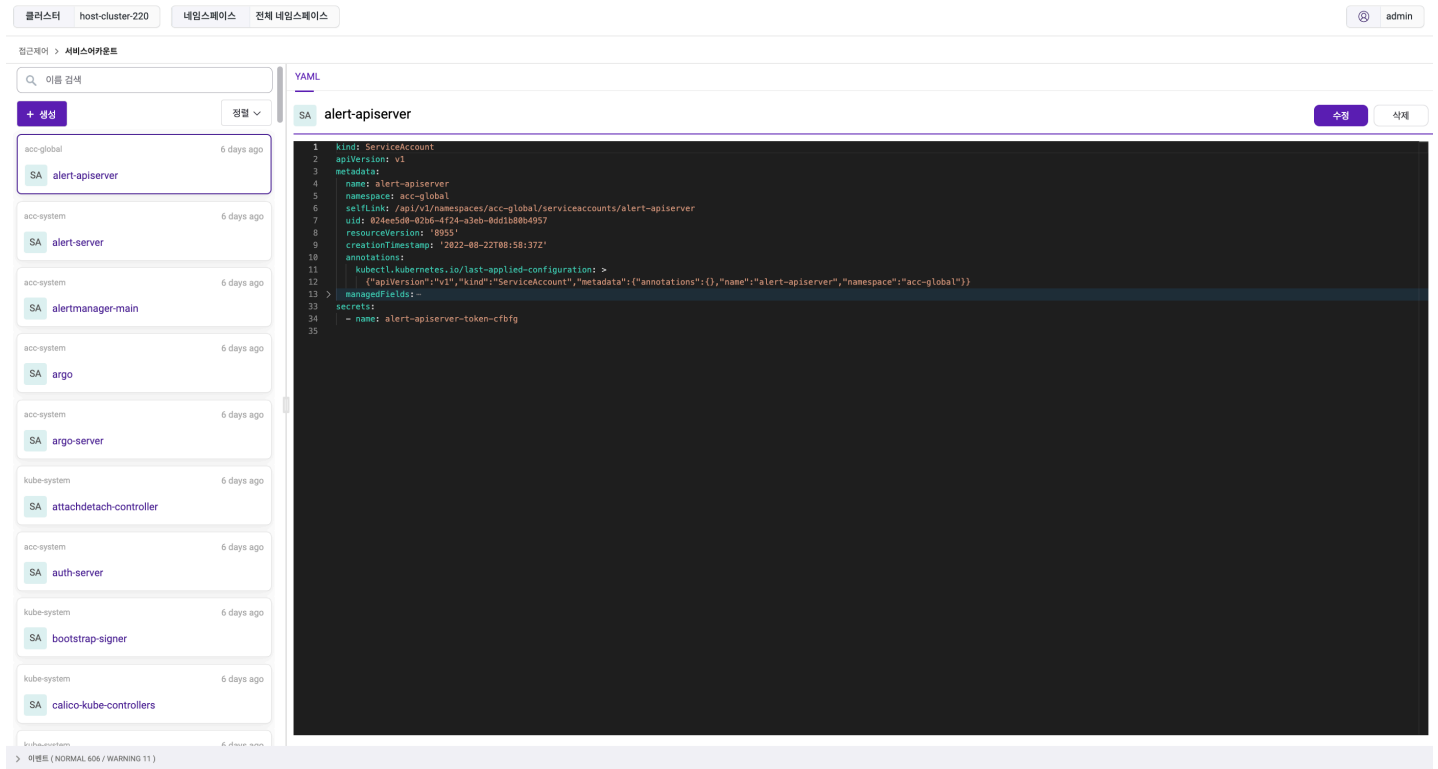 클러스터 host-cluster-220 네임스페이스 전체 네임스페이스 admin
접근제어 > 서비스어카운트
이름 검색
+ 생성 정렬
acc-global 6 days ago
SA alert-apiserver
acc-system 6 days ago
SA alert-server
acc-system 6 days ago
SA alertmanager-main
acc-system 6 days ago
SA argo
acc-system 6 days ago
SA argo-server
kube-system 6 days ago
SA attachdetach-controller
acc-system 6 days ago
SA auth-server
kube-system 6 days ago
SA bootstrap-signer
kube-system 6 days ago
SA calico-kube-controllers
kube-system 6 days ago
YAML
SA alert-apiserver 수정 삭제
1 kind: ServiceAccount
2 apiVersion: v1
3 metadata:
4 name: alert-apiserver
5 namespace: acc-global
6 selfLink: /api/v1/namespaces/acc-global/serviceaccounts/alert-apiserver
7 uid: 024ee5d0-02b6-4f24-a3eb-0dd1b80b4957
8 resourceVersion: '8955'
9 creationTimestamp: '2022-08-22T08:58:37Z'
10 annotations:
11 kubectl.kubernetes.io/last-applied-configuration: >
12 {"apiVersion":"v1","kind":"ServiceAccount","metadata":{"annotations":{},"name":"alert-apiserver","namespace":"acc-global"}}
13 > managedFields:-
33 secrets:
34 - name: alert-apiserver-token-cfbfg
35
> 이벤트 ( NORMAL 606 / WARNING 11 )